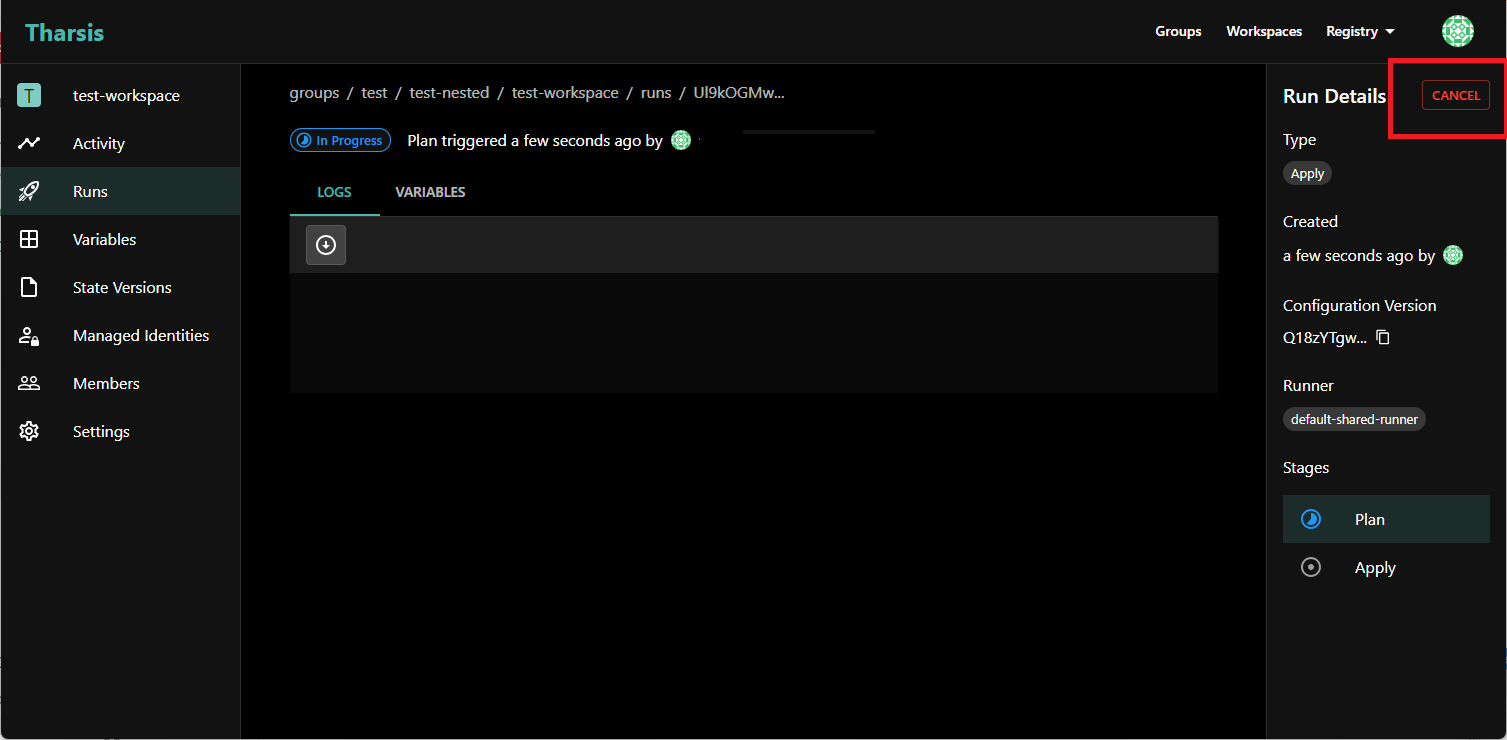 Tharsis
Groups
Workspaces
Registry
T
test-workspace
Activity
Runs
Variables
State Versions
Managed Identities
Members
Settings
groups / test / test-nested / test-workspace / runs / Ul9kOGMw...
In Progress
Plan triggered a few seconds ago by
LOGS
VARIABLES
Run Details
CANCEL
Type
Apply
Created
a few seconds ago by
Configuration Version
Q18zYTgw...
Runner
default-shared-runner
Stages
Plan
Apply